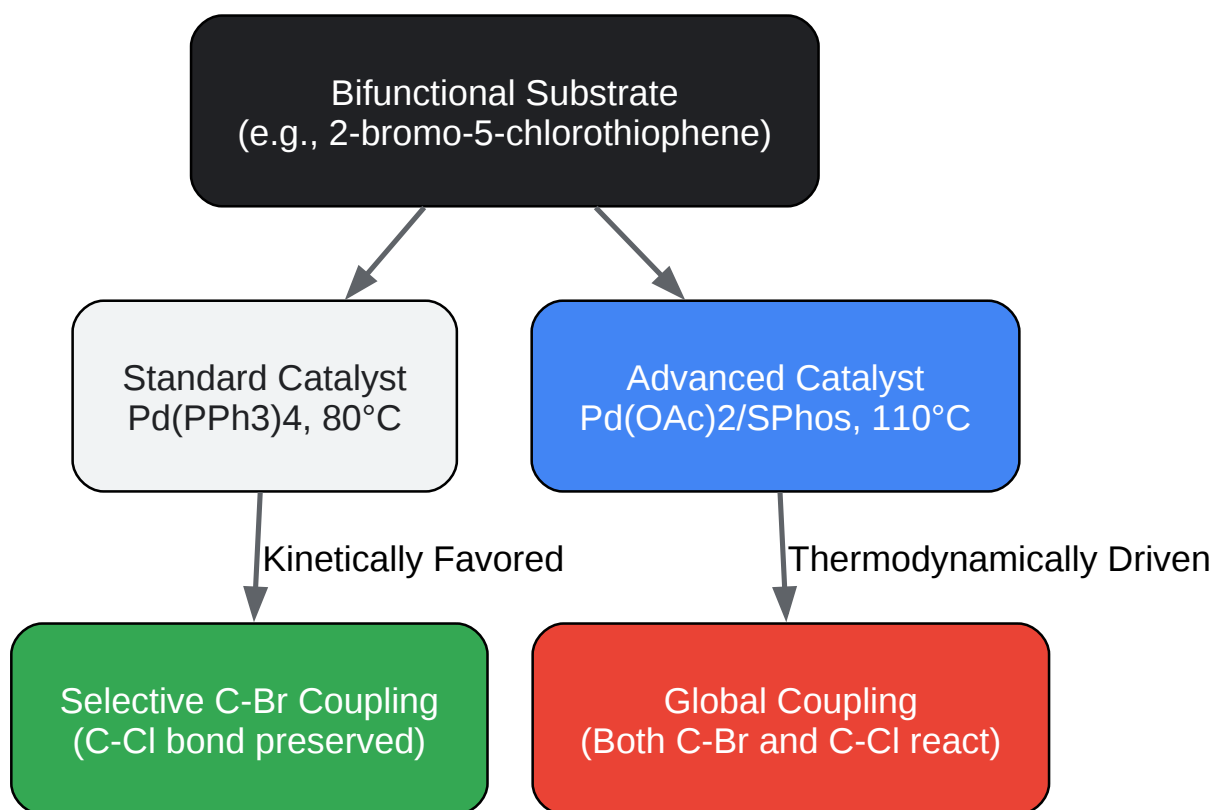 Bifunctional Substrate
(e.g., 2-bromo-5-chlorothiophene)
Standard Catalyst
Pd(PPh3)4, 80°C
Advanced Catalyst
Pd(OAc)2/SPhos, 110°C
Kinetically Favored
Thermodynamically Driven
Selective C-Br Coupling
(C-Cl bond preserved)
Global Coupling
(Both C-Br and C-Cl react)